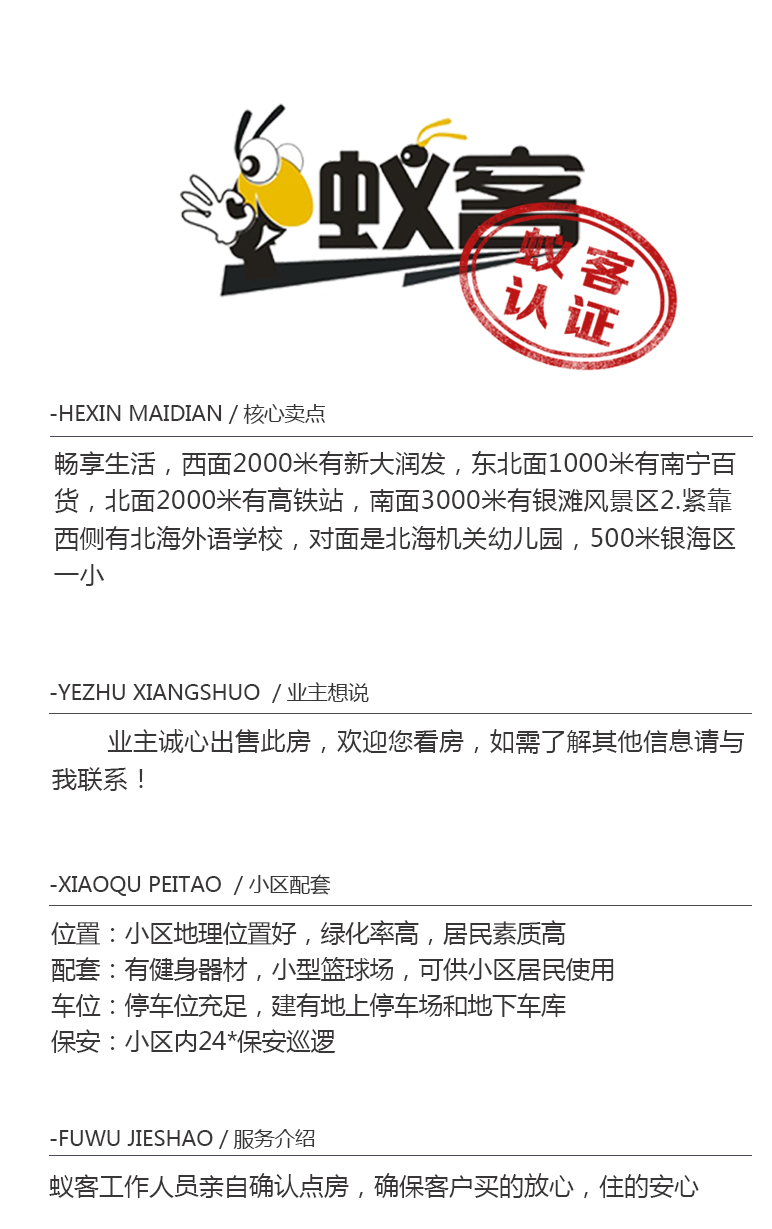 蚁客
蚁客
认证
-HEXIN MAIDIAN / 核心卖点
畅享生活，西面2000米有新大润发，东北面1000米有南宁百
货，北面2000米有高铁站，南面3000米有银滩风景区2.紧靠
西侧有北海外语学校，对面是北海机关幼儿园，500米银海区
一小
-YEZHU XIANGSHUO / 业主想说
业主诚心出售此房，欢迎您看房，如需了解其他信息请与
我联系！
-XIAOQU PEITAO / 小区配套
位置：小区地理位置好，绿化率高，居民素质高
配套：有健身器材，小型篮球场，可供小区居民使用
车位：停车位充足，建有地上停车场和地下车库
保安：小区内24*保安巡逻
-FUWU JIESHAO / 服务介绍
蚁客工作人员亲自确认点房，确保客户买的放心，住的安心